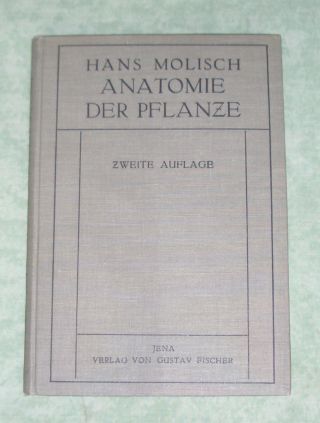 HANS MOLISCH
ANATOMIE
DER PFLANZE
ZWEITE AUFLAGE
JENA
VERLAG VON GUSTAV FISCHER